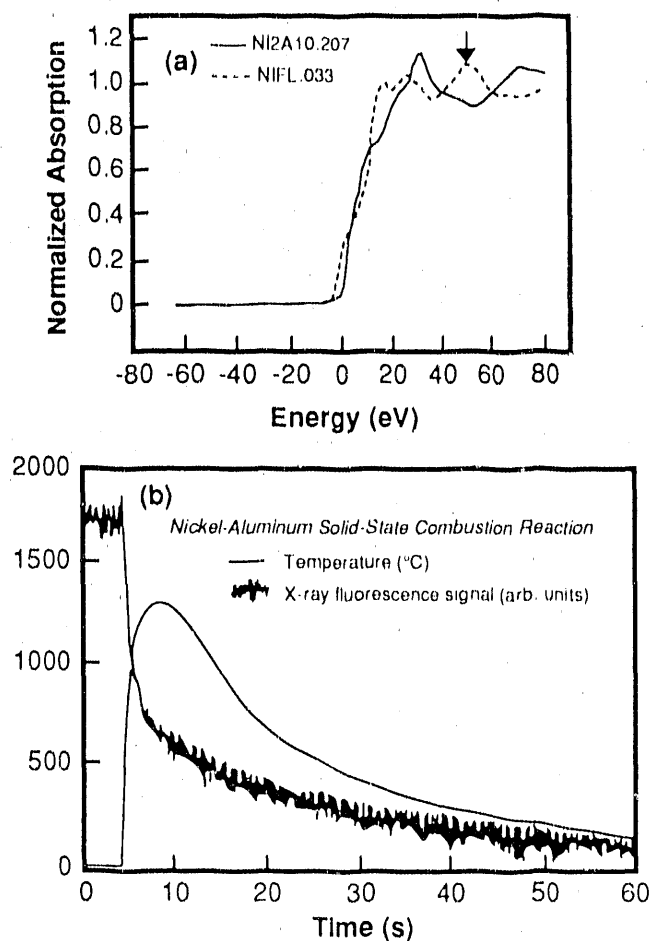 (a)
NI2A10.207
NIFL.033
1.2
1.0
0.8
0.6
0.4
0.2
0
Normalized Absorption
-80 -60 -40 -20 0 20 40 60 80
Energy (eV)
(b)
Nickel-Aluminum Solid-State Combustion Reaction
Temperature (°C)
X-ray fluorescence signal (arb. units)
2000
1500
1000
500
0
0 10 20 30 40 50 60
Time (s)